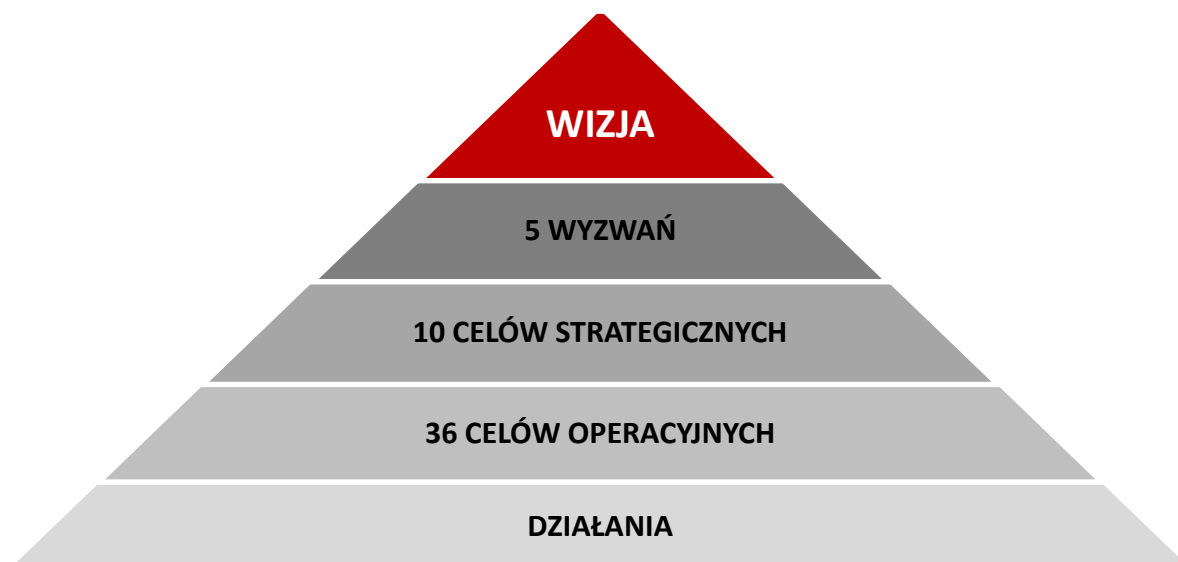 WIZJA
5 WYZWAŃ
10 CELÓW STRATEGICZNYCH
36 CELÓW OPERACYJNYCH
DZIAŁANIA